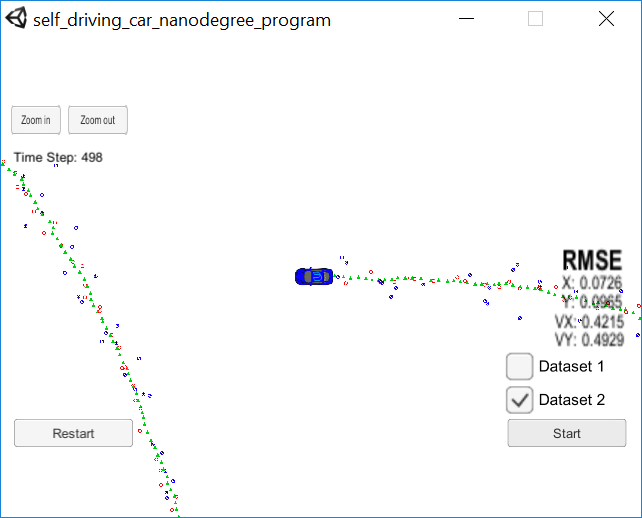 self_driving_car_nanodegree_program
Zoom in
Zoom out
Time Step: 498
RMSE
X: 0.0726
Y: 0.0965
VX: 0.4215
VY: 0.4929
Dataset 1
Dataset 2
Restart
Start